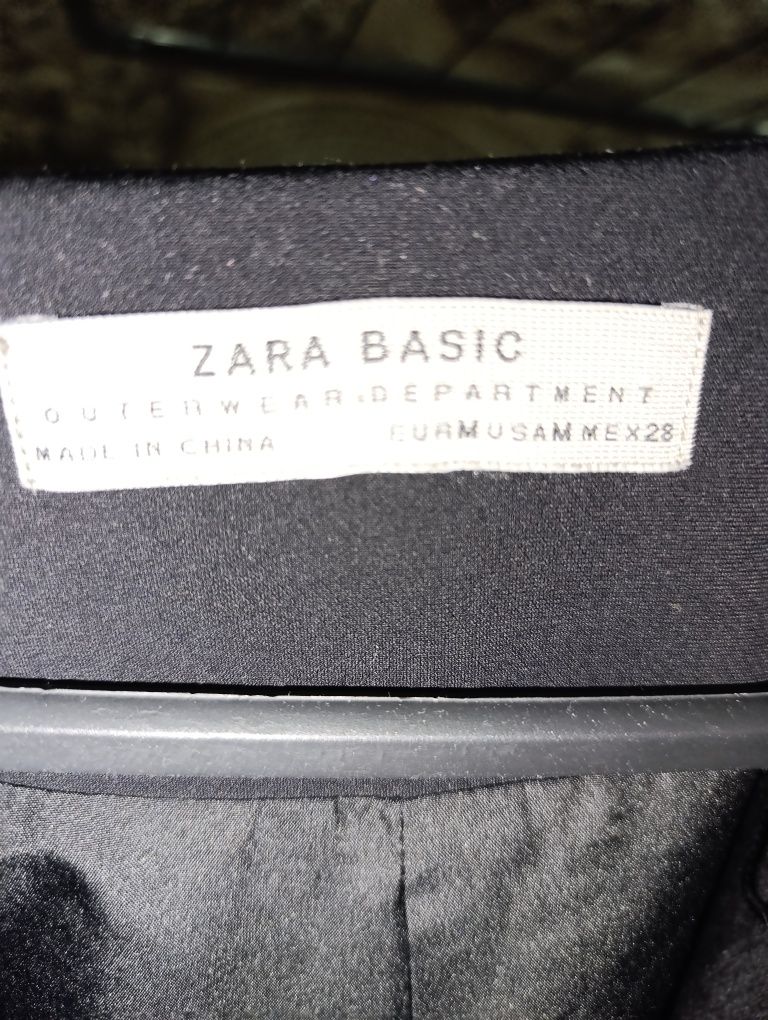 ZARA BASIC
OUTERWEAR DEPARTMENT
MADE IN CHINA EUR M USA M MEX 28